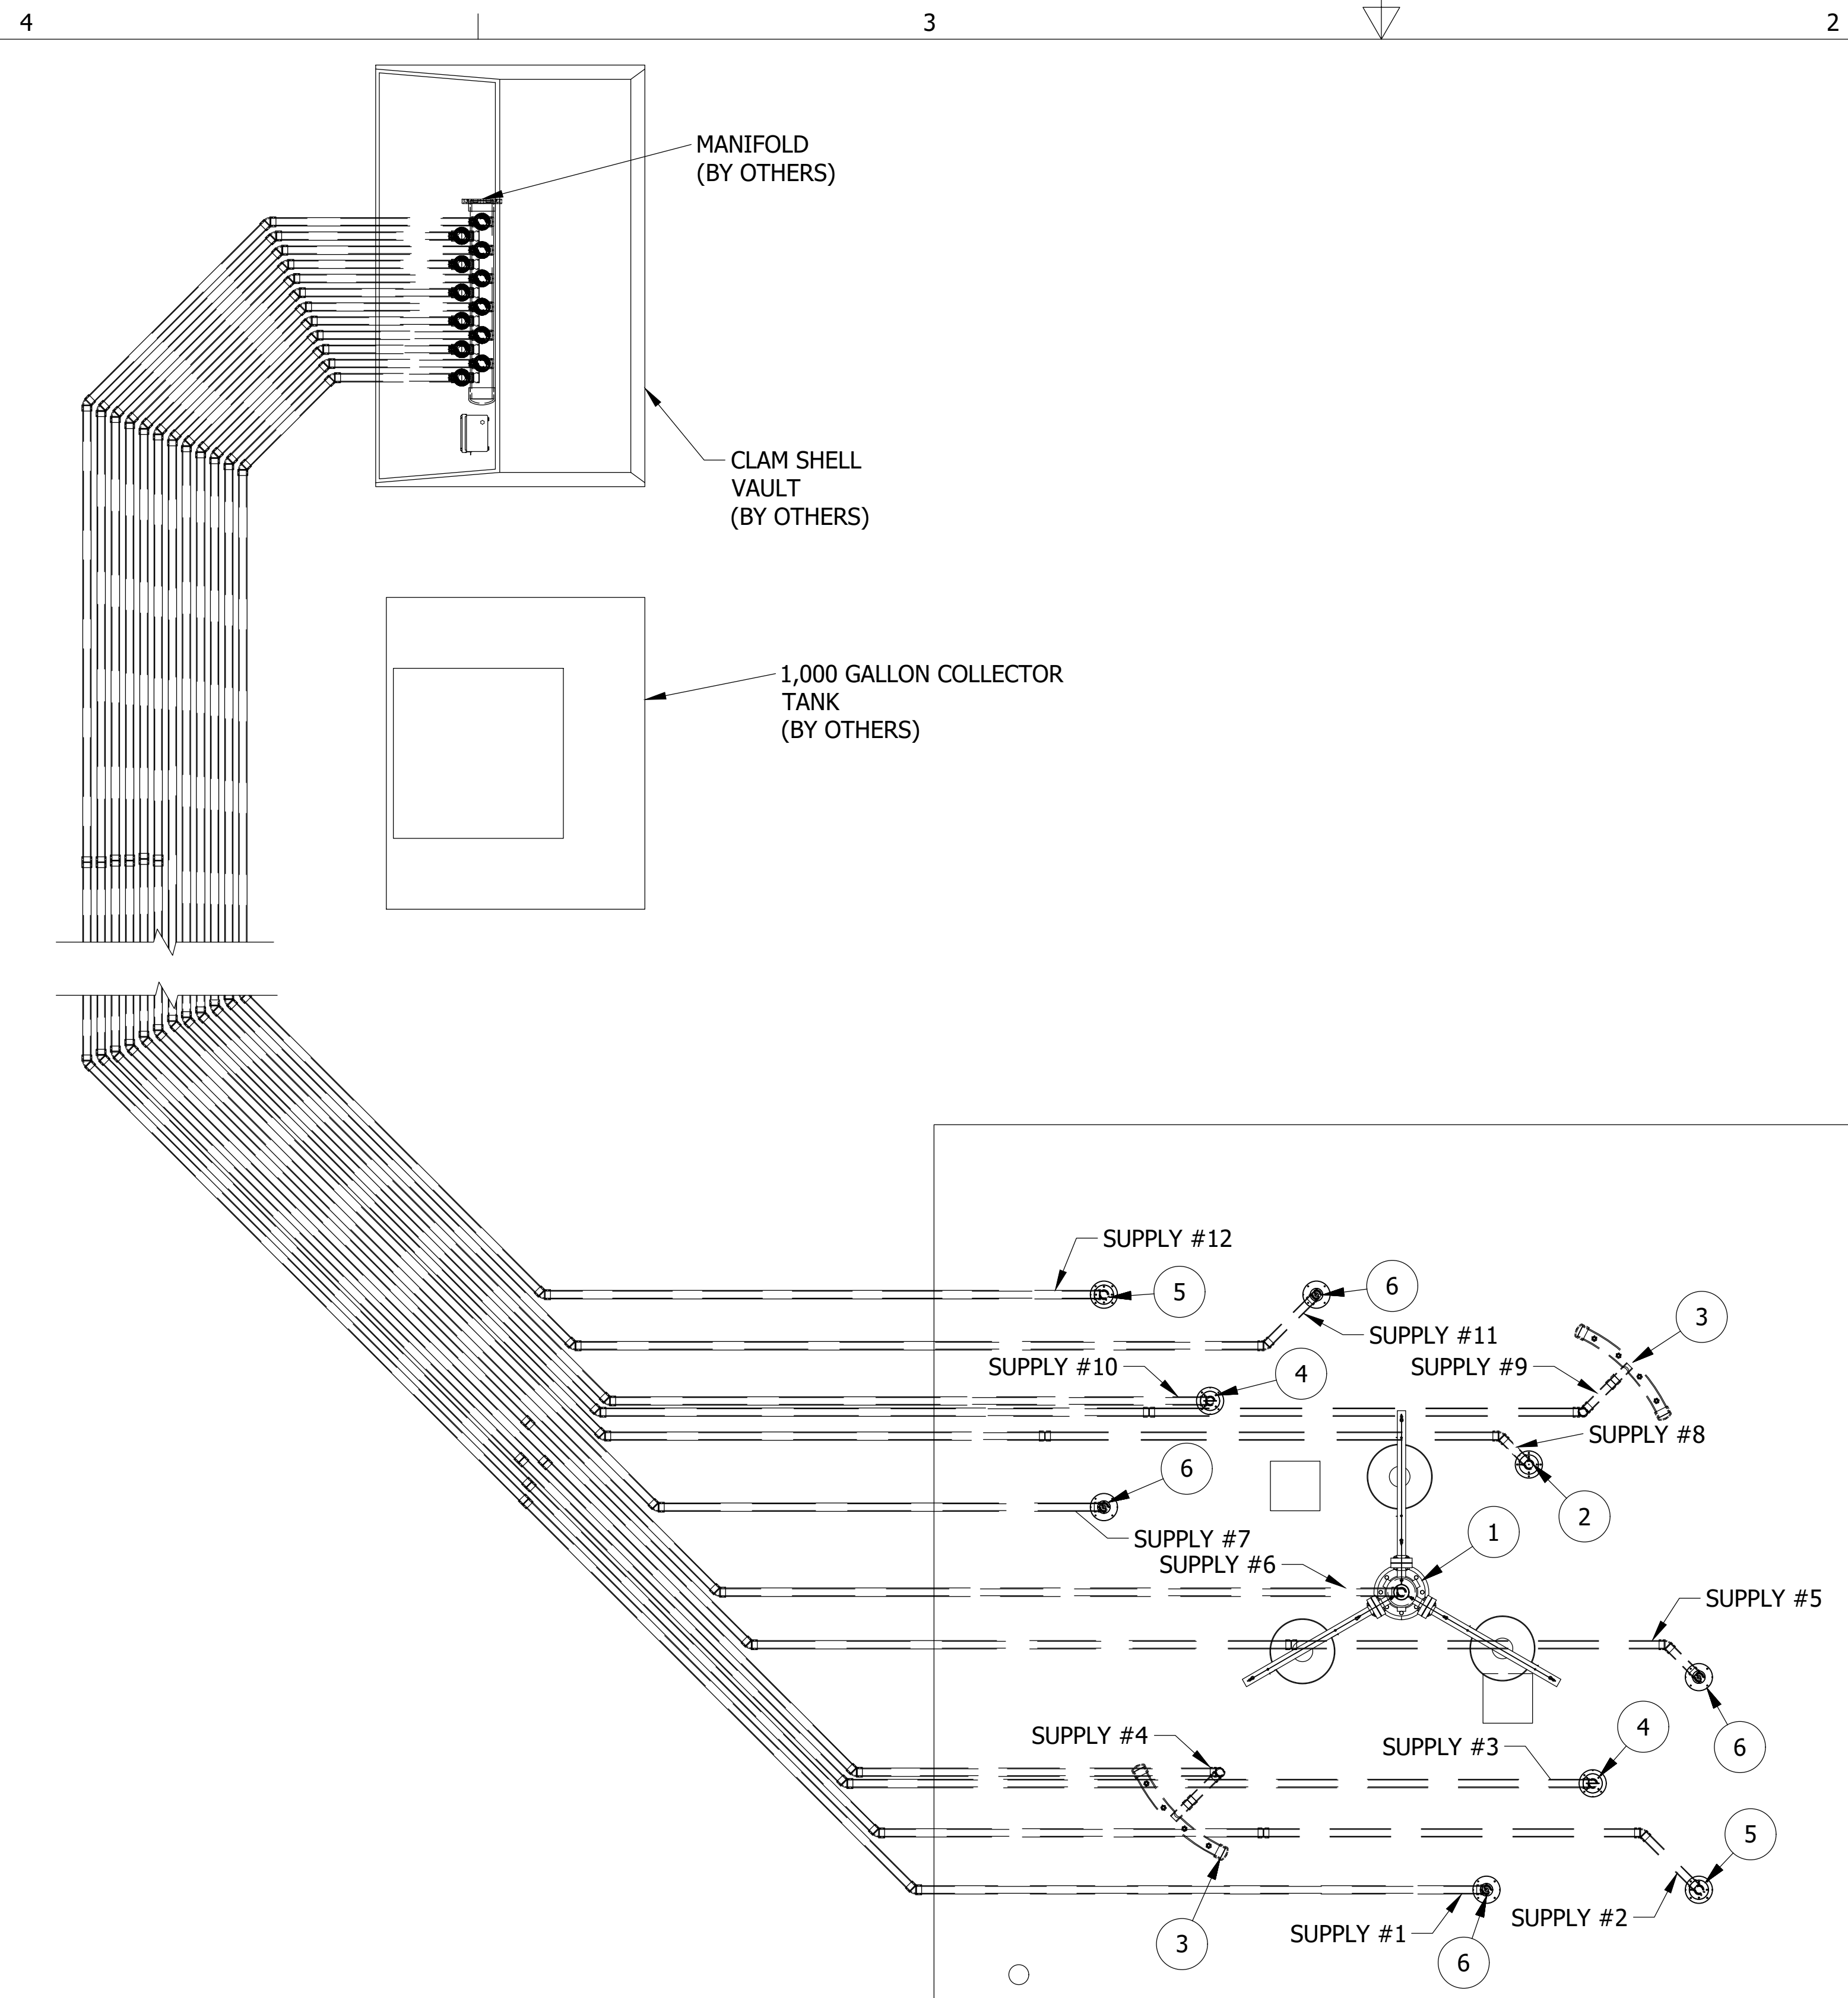 4
3
2
MANIFOLD
(BY OTHERS)
CLAM SHELL
VAULT
(BY OTHERS)
1,000 GALLON COLLECTOR
TANK
(BY OTHERS)
SUPPLY #12
5
6
3
SUPPLY #11
SUPPLY #10
4
SUPPLY #9
SUPPLY #8
6
2
1
SUPPLY #7
SUPPLY #6
SUPPLY #5
4
SUPPLY #4
SUPPLY #3
6
5
SUPPLY #2
SUPPLY #1
3
6